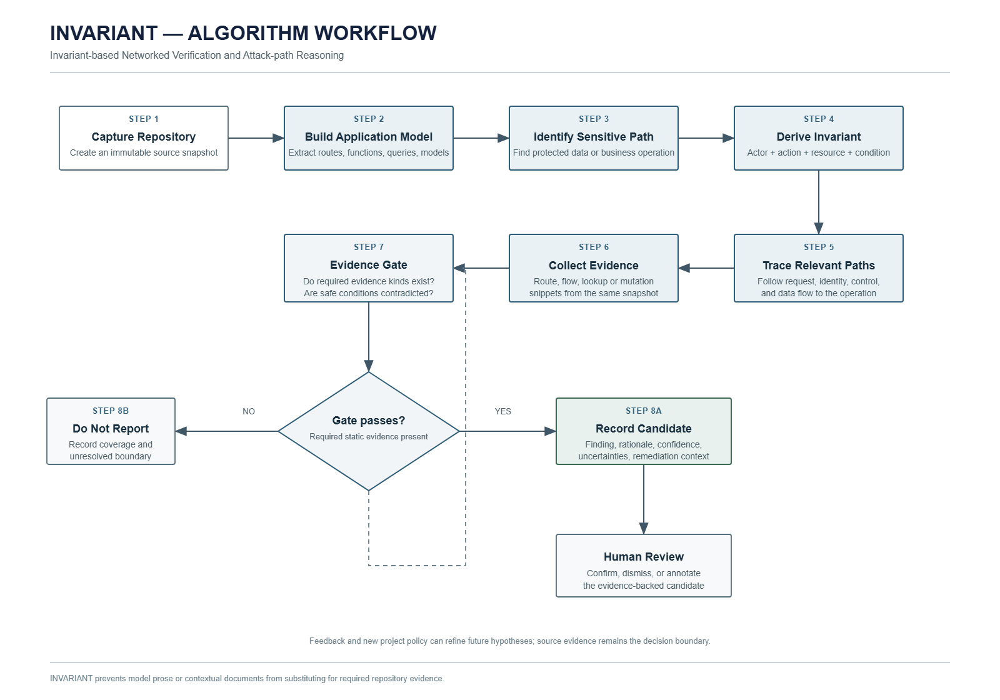 INVARIANT — ALGORITHM WORKFLOW
Invariant-based Networked Verification and Attack-path Reasoning
STEP 1
Capture Repository
Create an immutable source snapshot
STEP 2
Build Application Model
Extract routes, functions, queries, models
STEP 3
Identify Sensitive Path
Find protected data or business operation
STEP 4
Derive Invariant
Actor + action + resource + condition
STEP 5
Trace Relevant Paths
Follow request, identity, control,
and data flow to the operation
STEP 6
Collect Evidence
Route, flow, lookup or mutation
snippets from the same snapshot
STEP 7
Evidence Gate
Do required evidence kinds exist?
Are safe conditions contradicted?
Gate passes?
Required static evidence present
NO
STEP 8B
Do Not Report
Record coverage and
unresolved boundary
YES
STEP 8A
Record Candidate
Finding, rationale, confidence,
uncertainties, remediation context
Human Review
Confirm, dismiss, or annotate
the evidence-backed candidate
Feedback and new project policy can refine future hypotheses; source evidence remains the decision boundary.
INVARIANT prevents model prose or contextual documents from substituting for required repository evidence.